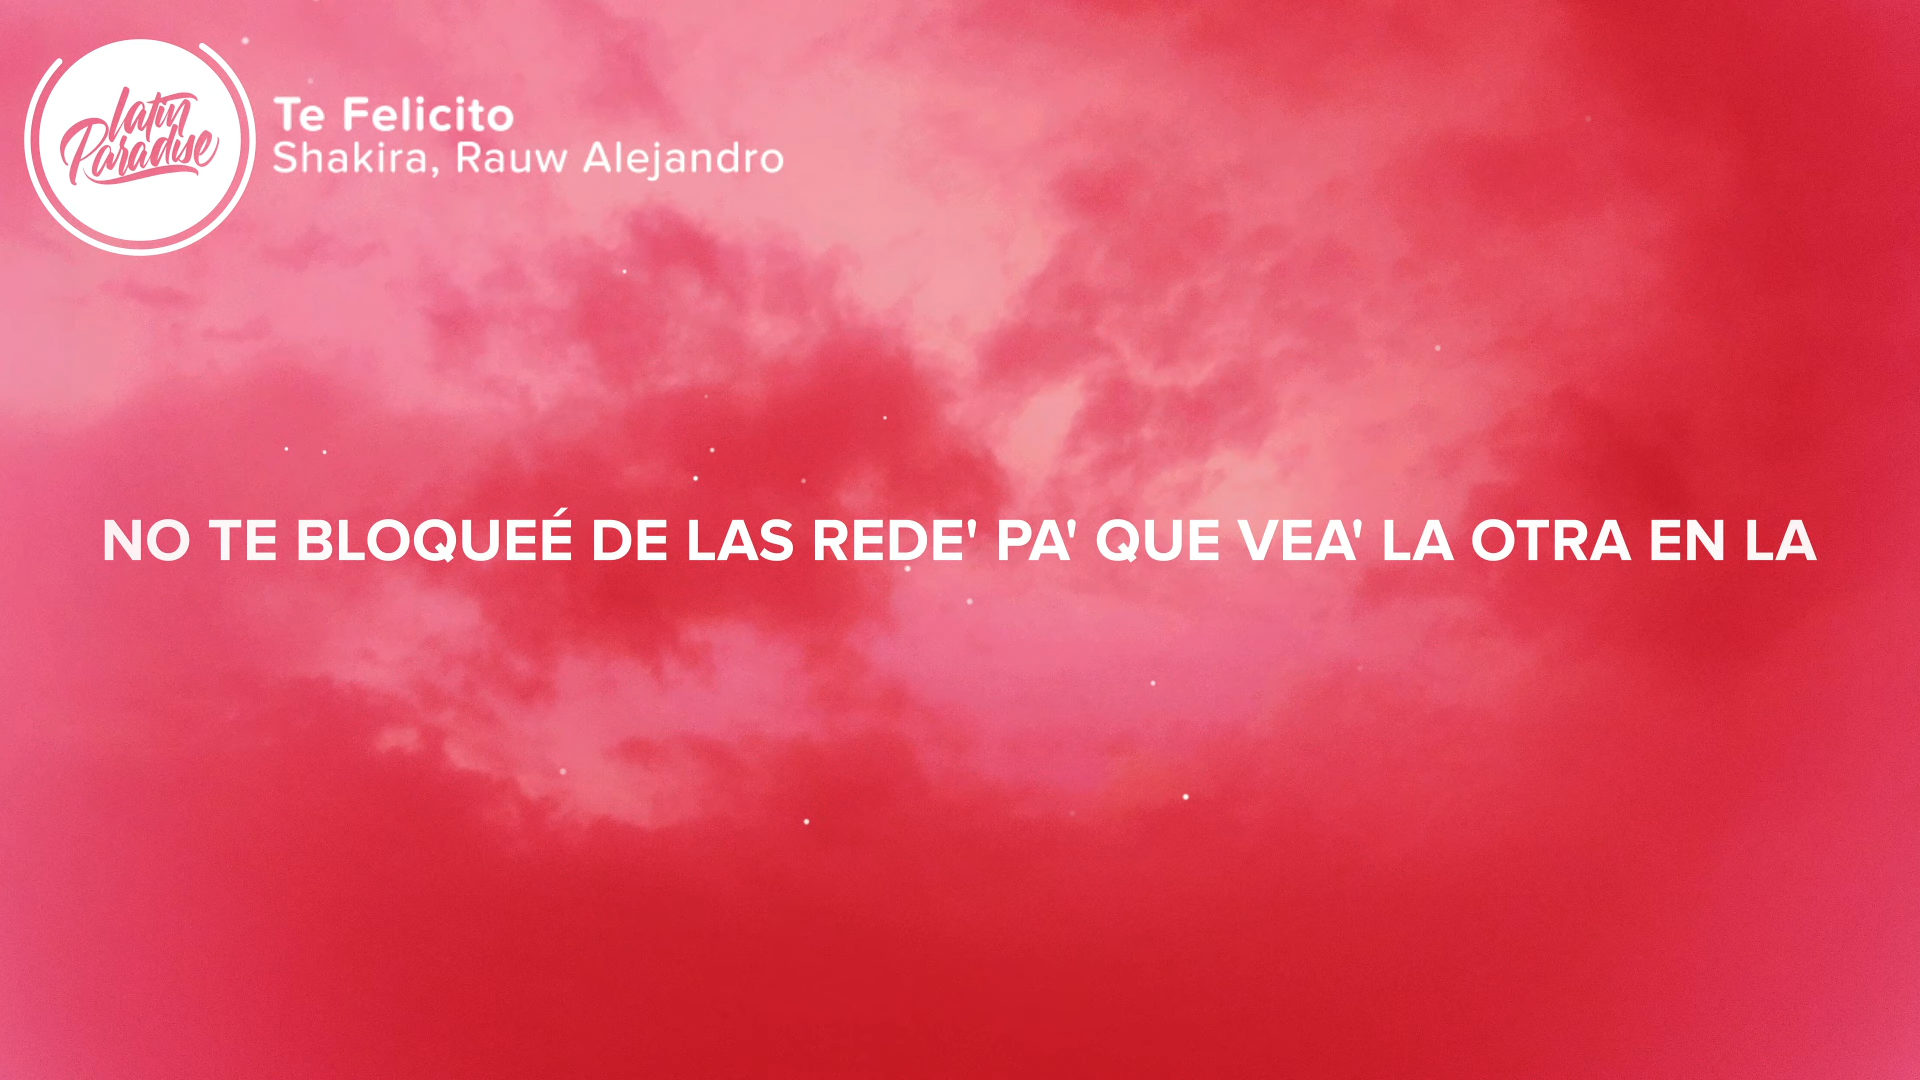 latin
Paradise
Te Felicito
Shakira, Rauw Alejandro
NO TE BLOQUEÉ DE LAS REDE' PA' QUE VEA' LA OTRA EN LA